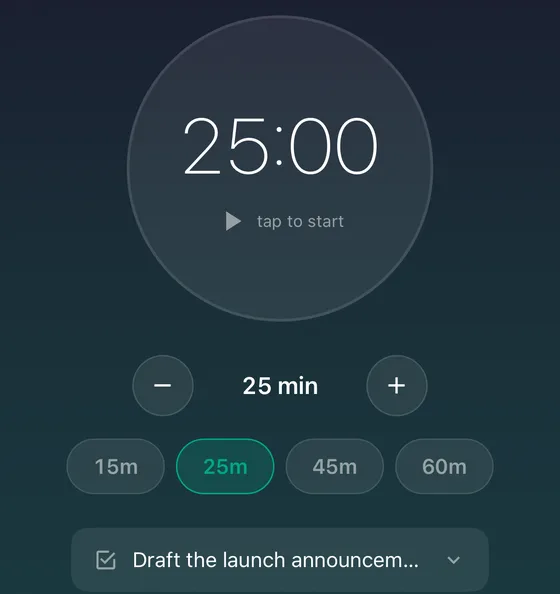 25:00
tap to start
− 25 min +
15m 25m 45m 60m
Draft the launch announcem...